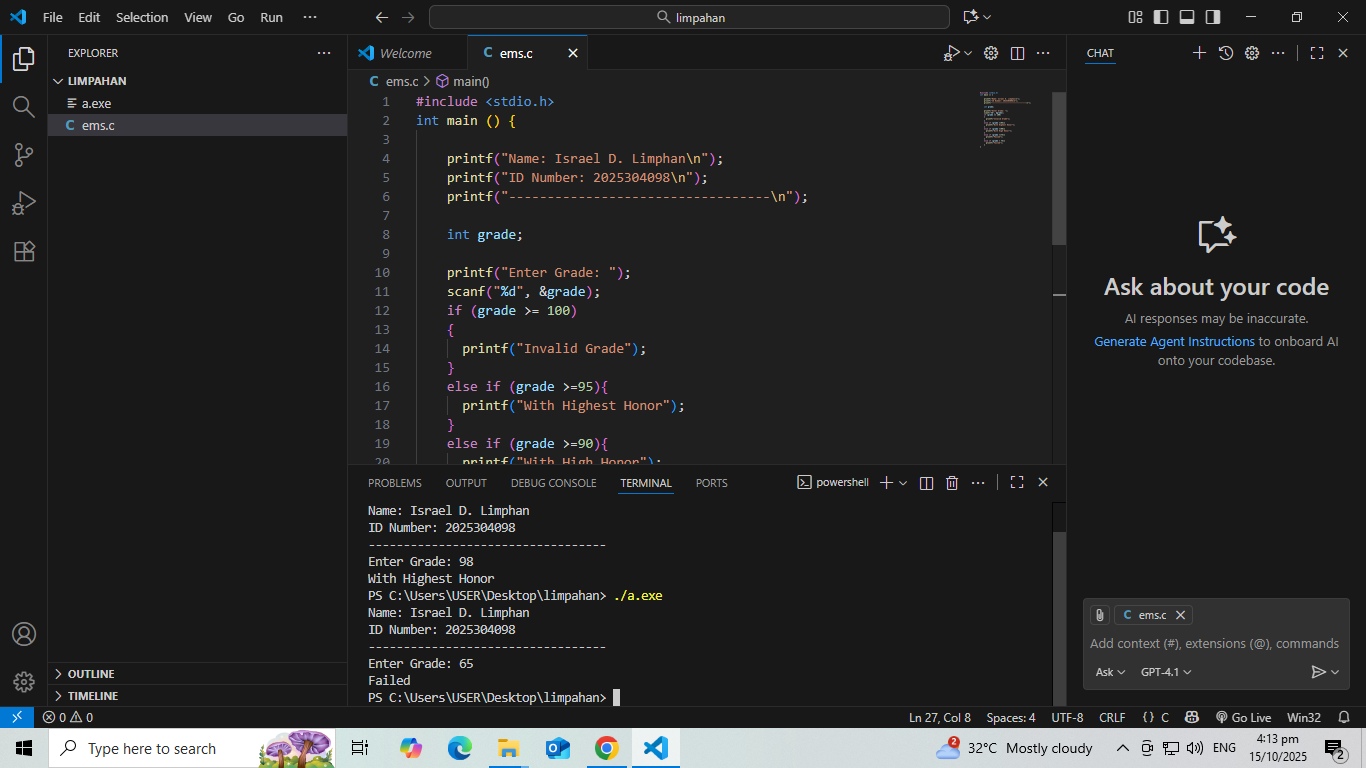 File Edit Selection View Go Run ···
limpahan
EXPLORER
LIMPAHAN
a.exe
C ems.c
OUTLINE
TIMELINE
Welcome
C ems.c
C ems.c > main()
1 #include <stdio.h>
2 int main () {
3
4 printf("Name: Israel D. Limphan\n");
5 printf("ID Number: 2025304098\n");
6 printf("----------------------------------\n");
7
8 int grade;
9
10 printf("Enter Grade: ");
11 scanf("%d", &grade);
12 if (grade >= 100)
13 {
14 printf("Invalid Grade");
15 }
16 else if (grade >=95){
17 printf("With Highest Honor");
18 }
19 else if (grade >=90){
20 printf("With High Honor");
PROBLEMS OUTPUT DEBUG CONSOLE TERMINAL PORTS
powershell
Name: Israel D. Limphan
ID Number: 2025304098
----------------------------------
Enter Grade: 98
With Highest Honor
PS C:\Users\USER\Desktop\limpahan> ./a.exe
Name: Israel D. Limphan
ID Number: 2025304098
----------------------------------
Enter Grade: 65
Failed
PS C:\Users\USER\Desktop\limpahan>
CHAT
Ask about your code
AI responses may be inaccurate.
Generate Agent Instructions to onboard AI
onto your codebase.
C ems.c
Add context (#), extensions (@), commands
Ask GPT-4.1
0 0
Ln 27, Col 8 Spaces: 4 UTF-8 CRLF {} C Go Live Win32
Type here to search
2
32°C Mostly cloudy
ENG
4:13 pm
15/10/2025
2